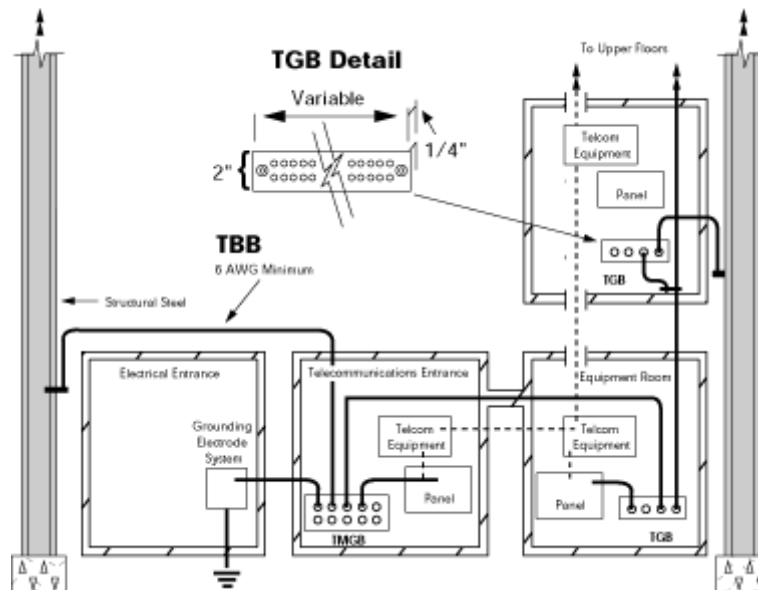 To Upper Floors
TGB Detail
Variable
1/4"
2"
Telcom
Equipment
Panel
TGB
TBB
6 AWG Minimum
Structural Steel
Electrical Entrance
Telecommunications Entrance
Equipment Room
Grounding
Electrode
System
Telcom
Equipment
Panel
TMGB
Telcom
Equipment
Panel
TGB